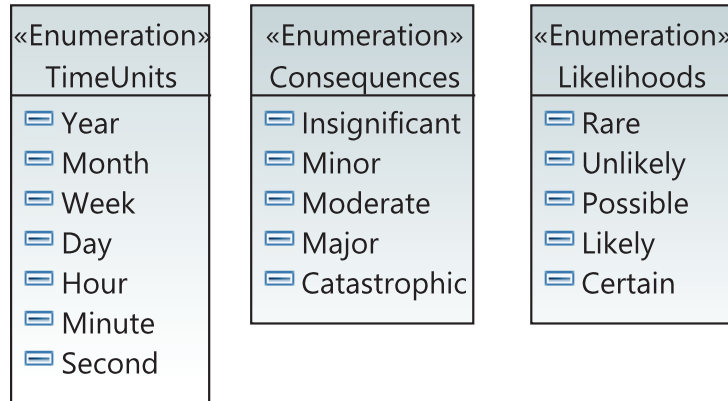 «Enumeration»
TimeUnits
Year
Month
Week
Day
Hour
Minute
Second
«Enumeration»
Consequences
Insignificant
Minor
Moderate
Major
Catastrophic
«Enumeration»
Likelihoods
Rare
Unlikely
Possible
Likely
Certain